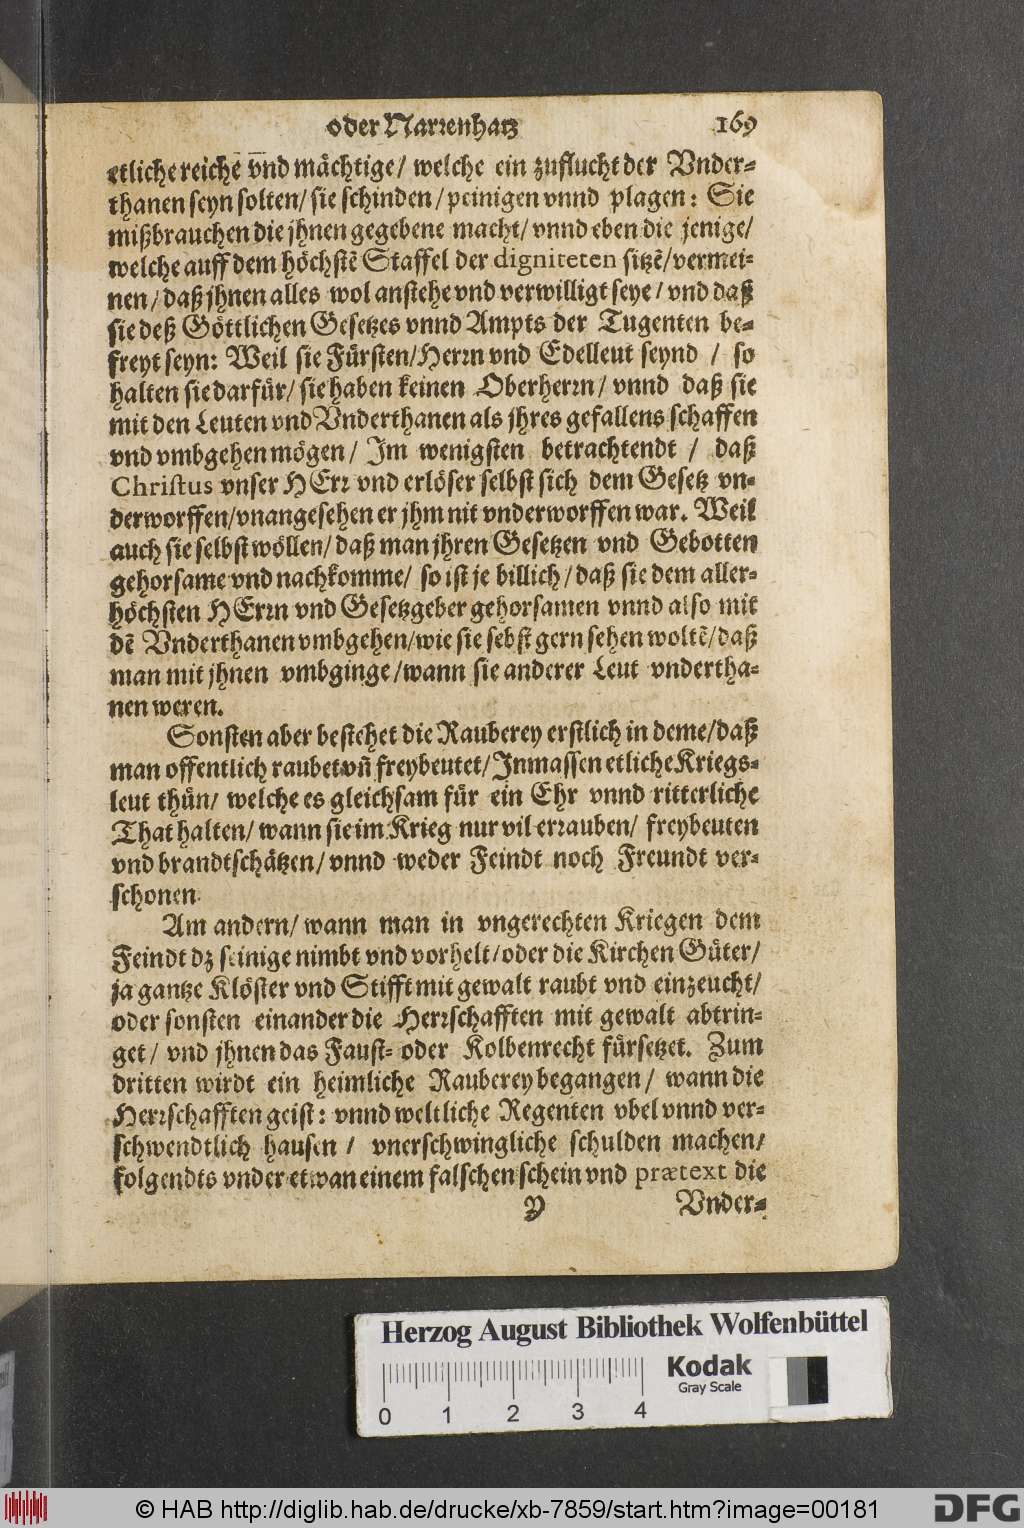 oder Narrenhatz 169
etliche reichē vn̄d mächtige/ welche ein zuflucht der Vnder-
thanen seyn solten/ sie schinden/ peinigen vnnd plagen: Sie
mißbrauchen die jhnen gegebene macht/ vnnd eben die jenige/
welche auff dem höchstē Staffel der digniteten sitzē/ vermei-
nen/ daß jhnen alles wol anstehe vnd verwilligt seye/ vnd daß
sie deß Göttlichen Gesetzes vnnd Ampts der Tugenten be-
freyt seyn: Weil sie Fürsten/ Herrn vnd Edelleut seynd / so
halten sie darfür/ sie haben keinen Oberherrn/ vnnd daß sie
mit den Leuten vnd Vnderthanen als jhres gefallens schaffen
vnd vmbgehen mögen/ Im wenigsten betrachtendt / daß
Christus vnser HErr vnd erlöser selbst sich dem Gesetz vn-
derworffen/ vnangesehen er jhm nit vnderworffen war. Weil
auch sie selbst wöllen/ daß man jhren Gesetzen vnd Gebotten
gehorsame vnd nachkomme/ so ist je billich/ daß sie dem aller-
höchsten HErrn vnd Gesetzgeber gehorsamen vnnd also mit
dē Vnderthanen vmbgehen/ wie sie sebst gern sehen woltē/ daß
man mit jhnen vmbginge/ wann sie anderer Leut vndertha-
nen weren.
Sonsten aber bestehet die Rauberey erstlich in deme/ daß
man offentlich raubet vn̄ freybeutet/ Inmassen etliche Kriegs-
leut thün/ welche es gleichsam für ein Ehr vnnd ritterliche
That halten/ wann sie im Krieg nur vil errauben/ freybeuten
vnd brandtschätzen/ vnnd weder Feindt noch Freundt ver-
schonen.
Am andern/ wann man in vngerechten Kriegen dem
Feindt dz seinige nimbt vnd vorhelt/ oder die Kirchen Güter/
ja gantze Klöster vnd Stifft mit gewalt raubt vnd einzeucht/
oder sonsten einander die Herrschafften mit gewalt abtrin-
get/ vnd jhnen das Faust- oder Kolbenrecht fürsetzet. Zum
dritten wirdt ein heimliche Rauberey begangen/ wann die
Herrschafften geist: vnnd weltliche Regenten vbel vnnd ver-
schwendtlich hausen / vnerschwingliche schulden machen/
folgendts vnder etwan einem falschen schein vnd prætext die
Y Vnder-
Herzog August Bibliothek Wolfenbüttel
Kodak
Gray Scale
0 1 2 3 4
© HAB http://diglib.hab.de/drucke/xb-7859/start.htm?image=00181
DFG